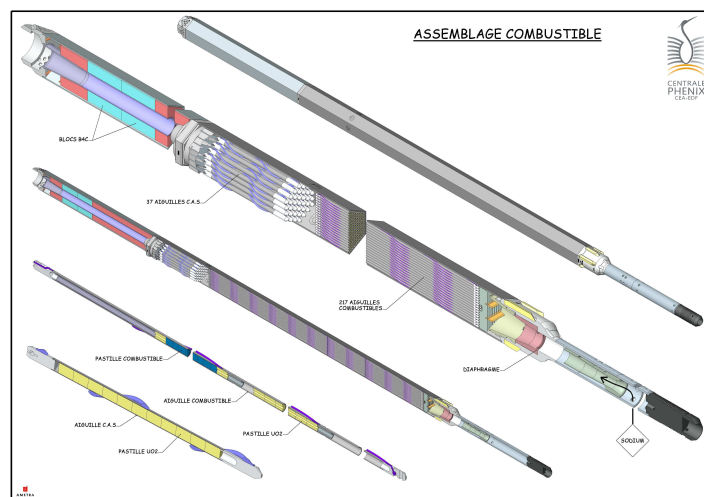 ASSEMBLAGE COMBUSTIBLE
CENTRALE
PHENIX
CEA-EDF
BLOCS B4C
37 AIGUILLES C.A.S.
217 AIGUILLES
COMBUSTIBLES
DIAPHRAGME
PASTILLE COMBUSTIBLE
AIGUILLE COMBUSTIBLE
PASTILLE UO2
AIGUILLE C.A.S
PASTILLE UO2
SODIUM
AMETRA